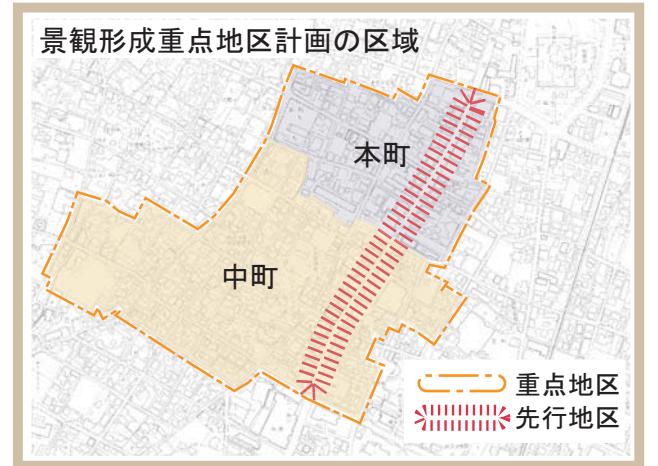 景観形成重点地区計画の区域
本町
中町
重点地区
先行地区